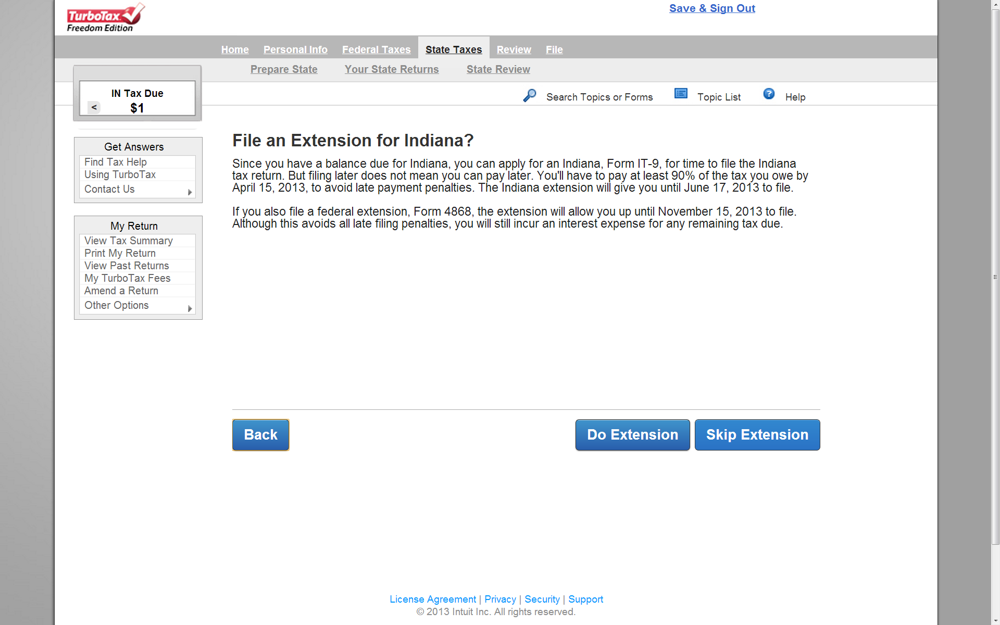 TurboTax
Freedom Edition
Save & Sign Out
Home Personal Info Federal Taxes State Taxes Review File
Prepare State Your State Returns State Review
IN Tax Due
< $1
Search Topics or Forms Topic List Help
Get Answers
Find Tax Help
Using TurboTax
Contact Us
My Return
View Tax Summary
Print My Return
View Past Returns
My TurboTax Fees
Amend a Return
Other Options
File an Extension for Indiana?
Since you have a balance due for Indiana, you can apply for an Indiana, Form IT-9, for time to file the Indiana
tax return. But filing later does not mean you can pay later. You'll have to pay at least 90% of the tax you owe by
April 15, 2013, to avoid late payment penalties. The Indiana extension will give you until June 17, 2013 to file.
If you also file a federal extension, Form 4868, the extension will allow you up until November 15, 2013 to file.
Although this avoids all late filing penalties, you will still incur an interest expense for any remaining tax due.
Back Do Extension Skip Extension
License Agreement | Privacy | Security | Support
© 2013 Intuit Inc. All rights reserved.